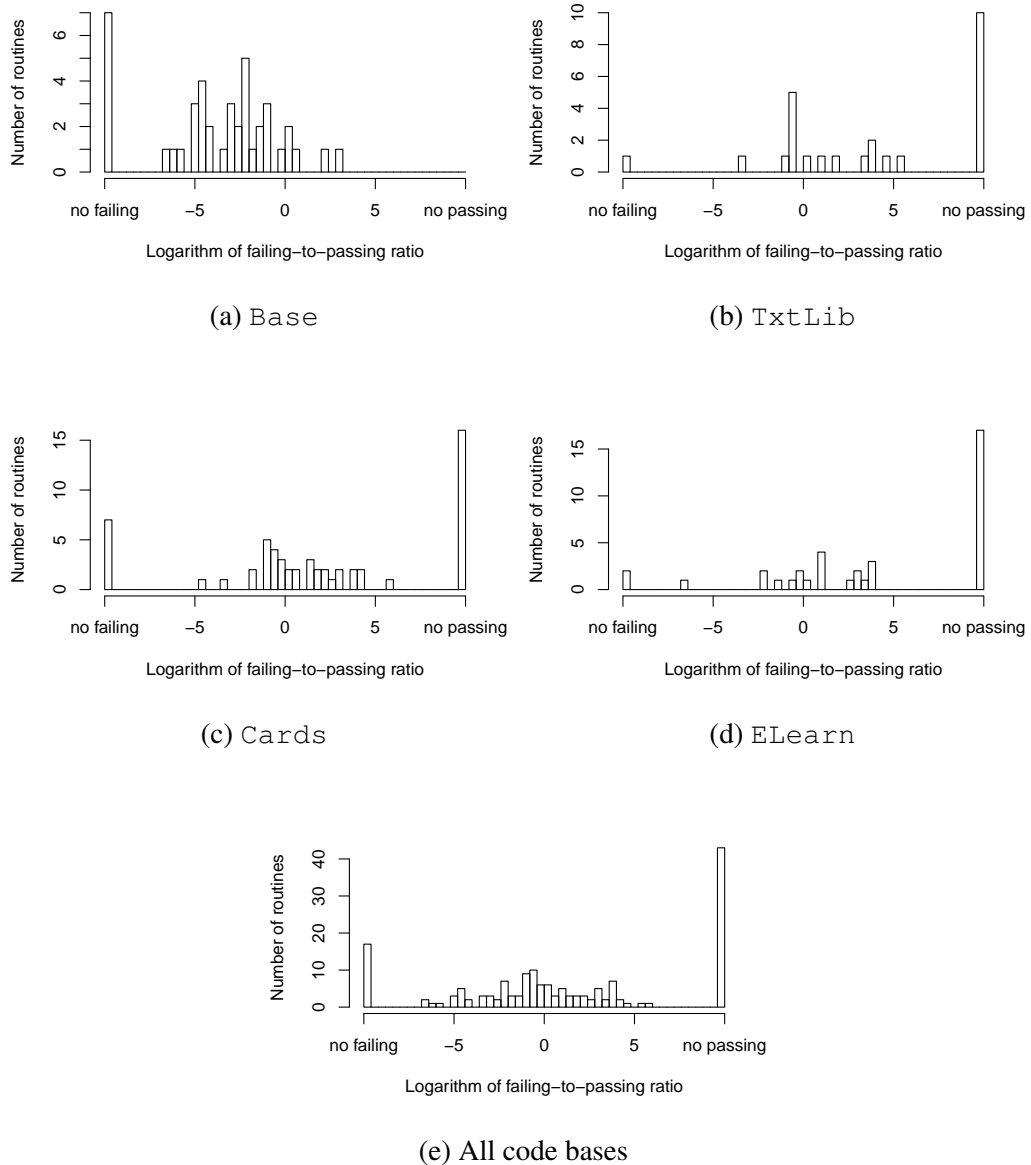 Number of routines
0 2 4 6
no failing −5 0 5 no passing
Logarithm of failing−to−passing ratio
(a) Base
Number of routines
0 2 4 6 8 10
no failing −5 0 5 no passing
Logarithm of failing−to−passing ratio
(b) TxtLib
Number of routines
0 5 10 15
no failing −5 0 5 no passing
Logarithm of failing−to−passing ratio
(c) Cards
Number of routines
0 5 10 15
no failing −5 0 5 no passing
Logarithm of failing−to−passing ratio
(d) ELearn
Number of routines
0 10 20 30 40
no failing −5 0 5 no passing
Logarithm of failing−to−passing ratio
(e) All code bases